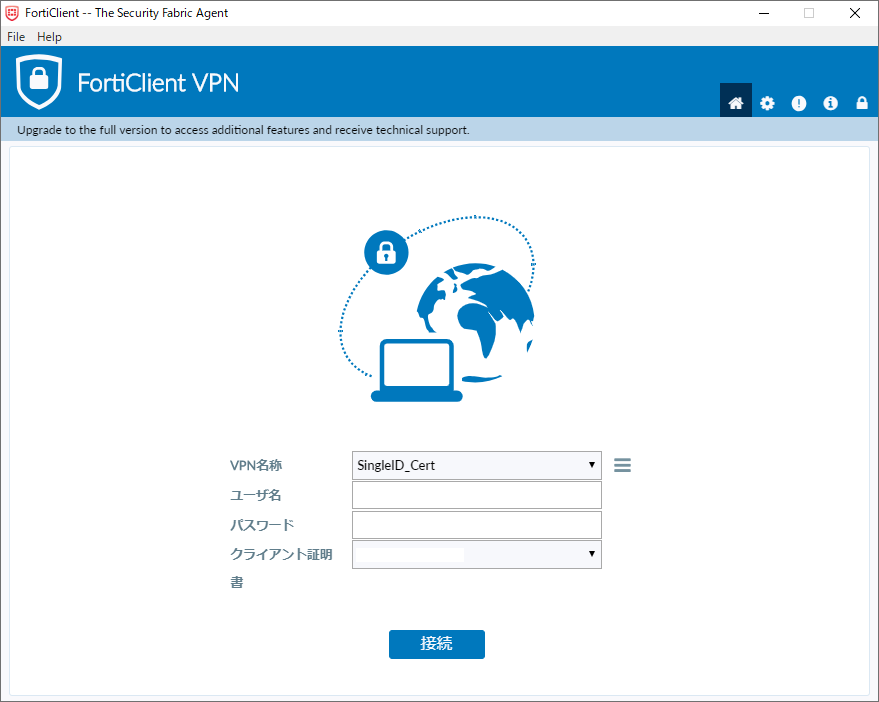 FortiClient -- The Security Fabric Agent
File Help
FortiClient VPN
Upgrade to the full version to access additional features and receive technical support.
VPN名称 SingleID_Cert
ユーザ名
パスワード
クライアント証明
書
接続